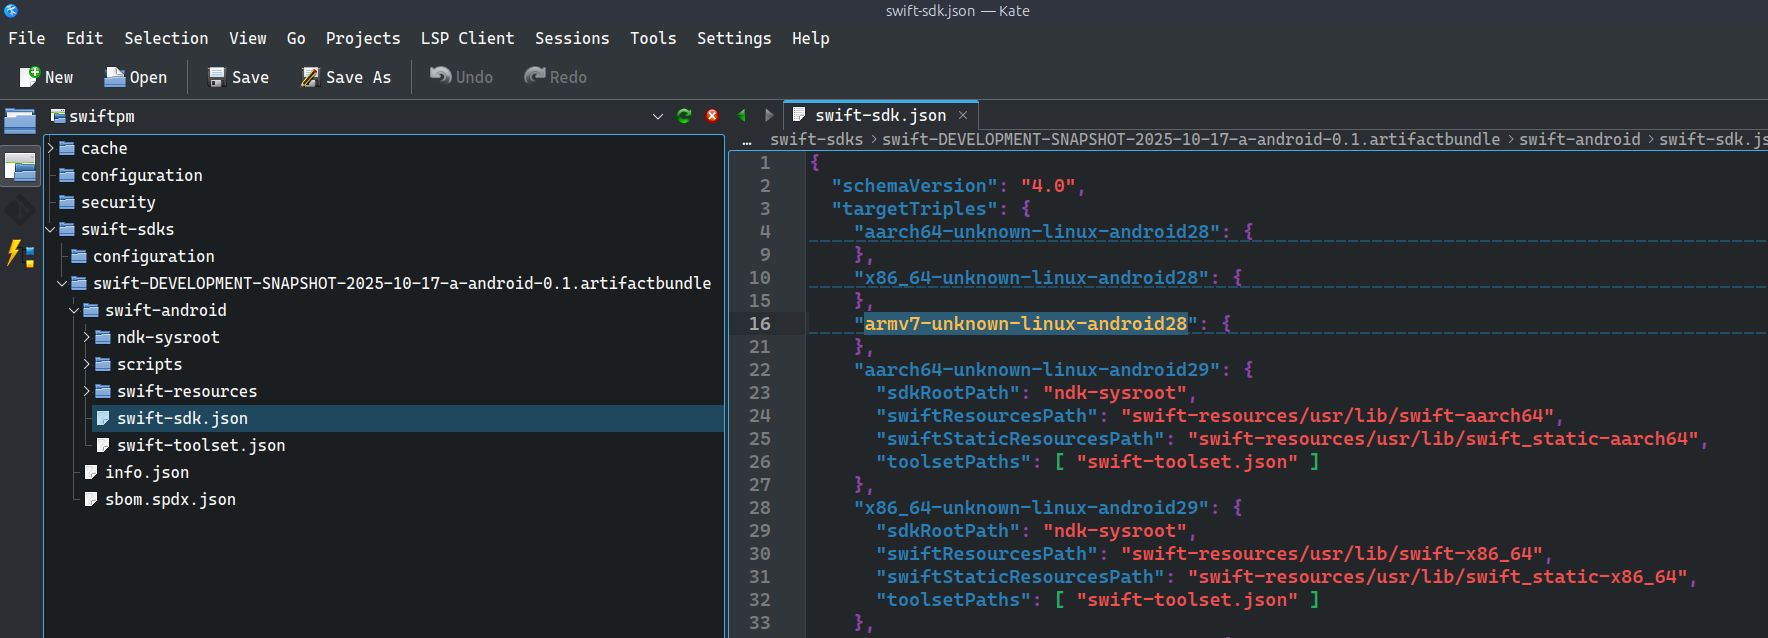 swift-sdk.json — Kate
File Edit Selection View Go Projects LSP Client Sessions Tools Settings Help
New Open Save Save As Undo Redo
swiftpm
cache
configuration
security
swift-sdks
configuration
swift-DEVELOPMENT-SNAPSHOT-2025-10-17-a-android-0.1.artifactbundle
swift-android
ndk-sysroot
scripts
swift-resources
swift-sdk.json
swift-toolset.json
info.json
sbom.spdx.json
swift-sdk.json
… swift-sdks > swift-DEVELOPMENT-SNAPSHOT-2025-10-17-a-android-0.1.artifactbundle > swift-android > swift-sdk.js
1 {
2 "schemaVersion": "4.0",
3 "targetTriples": {
4 "aarch64-unknown-linux-android28": {
9 },
10 "x86_64-unknown-linux-android28": {
15 },
16 "armv7-unknown-linux-android28": {
21 },
22 "aarch64-unknown-linux-android29": {
23 "sdkRootPath": "ndk-sysroot",
24 "swiftResourcesPath": "swift-resources/usr/lib/swift-aarch64",
25 "swiftStaticResourcesPath": "swift-resources/usr/lib/swift_static-aarch64",
26 "toolsetPaths": [ "swift-toolset.json" ]
27 },
28 "x86_64-unknown-linux-android29": {
29 "sdkRootPath": "ndk-sysroot",
30 "swiftResourcesPath": "swift-resources/usr/lib/swift-x86_64",
31 "swiftStaticResourcesPath": "swift-resources/usr/lib/swift_static-x86_64",
32 "toolsetPaths": [ "swift-toolset.json" ]
33 },